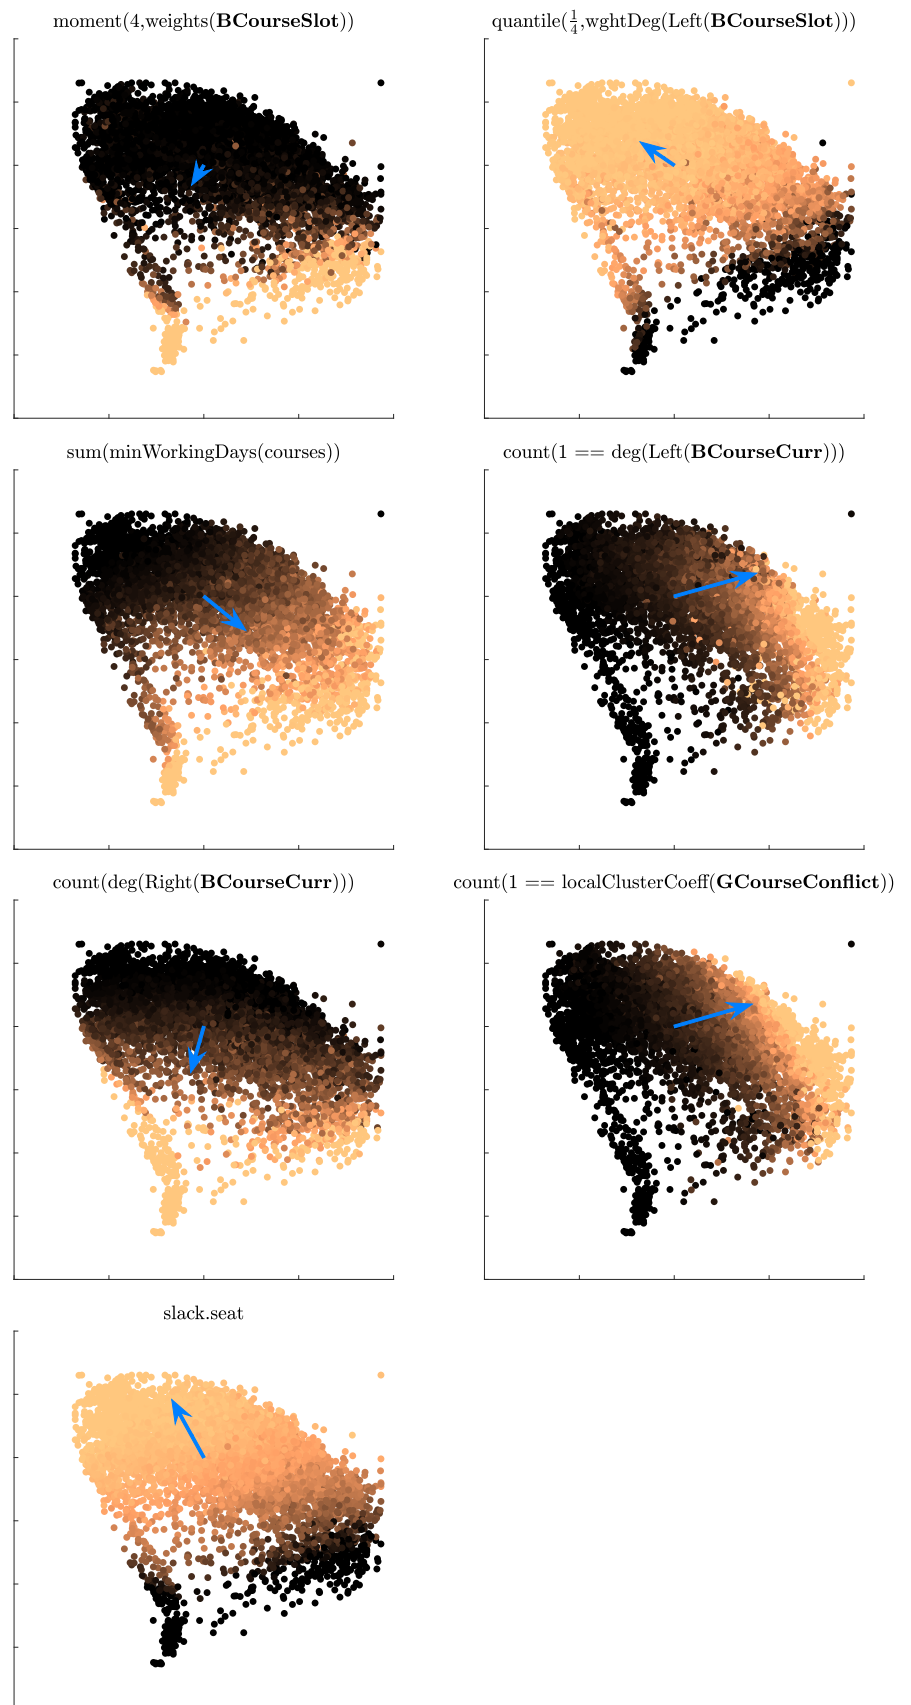 moment(4,weights(BCourseSlot))
quantile(1/4,wghtDeg(Left(BCourseSlot)))
sum(minWorkingDays(courses))
count(1 == deg(Left(BCourseCurr)))
count(deg(Right(BCourseCurr)))
count(1 == localClusterCoeff(GCourseConflict))
slack.seat